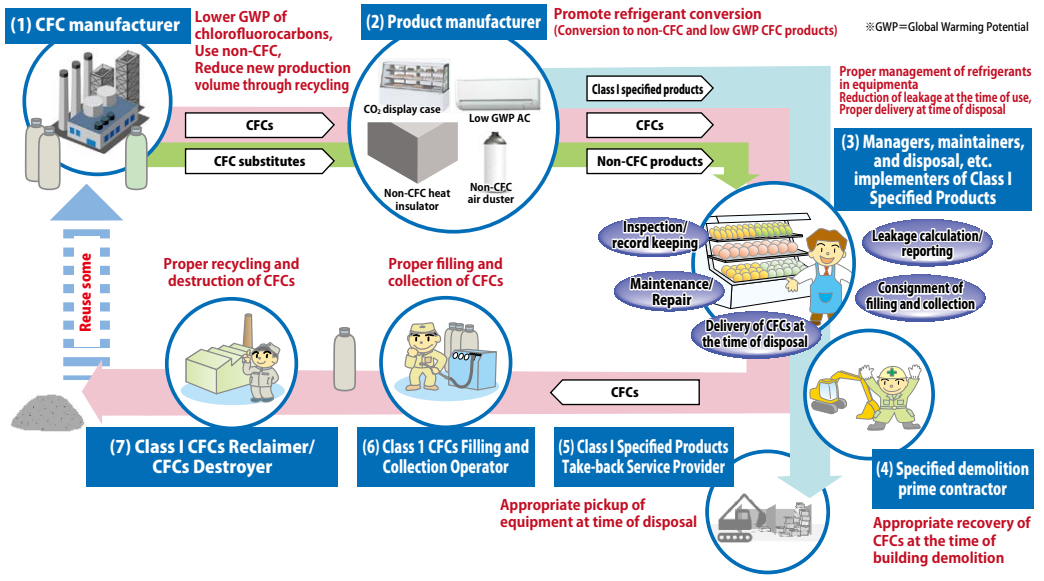 (1) CFC manufacturer
Lower GWP of
chlorofluorocarbons,
Use non-CFC,
Reduce new production
volume through recycling
(2) Product manufacturer
Promote refrigerant conversion
(Conversion to non-CFC and low GWP CFC products)
※GWP＝Global Warming Potential
CO₂ display case
Low GWP AC
Non-CFC heat
insulator
Non-CFC
air duster
CFCs
CFC substitutes
Class I specified products
CFCs
Non-CFC products
Proper management of refrigerants
in equipmenta
Reduction of leakage at the time of use,
Proper delivery at time of disposal
(3) Managers, maintainers,
and disposal, etc.
implementers of Class I
Specified Products
Inspection/
record keeping
Maintenance/
Repair
Delivery of CFCs at
the time of disposal
Leakage calculation/
reporting
Consignment of
filling and collection
Reuse some
Proper recycling and
destruction of CFCs
Proper filling and
collection of CFCs
CFCs
(7) Class I CFCs Reclaimer/
CFCs Destroyer
(6) Class 1 CFCs Filling and
Collection Operator
(5) Class I Specified Products
Take-back Service Provider
Appropriate pickup of
equipment at time of disposal
(4) Specified demolition
prime contractor
Appropriate recovery of
CFCs at the time of
building demolition